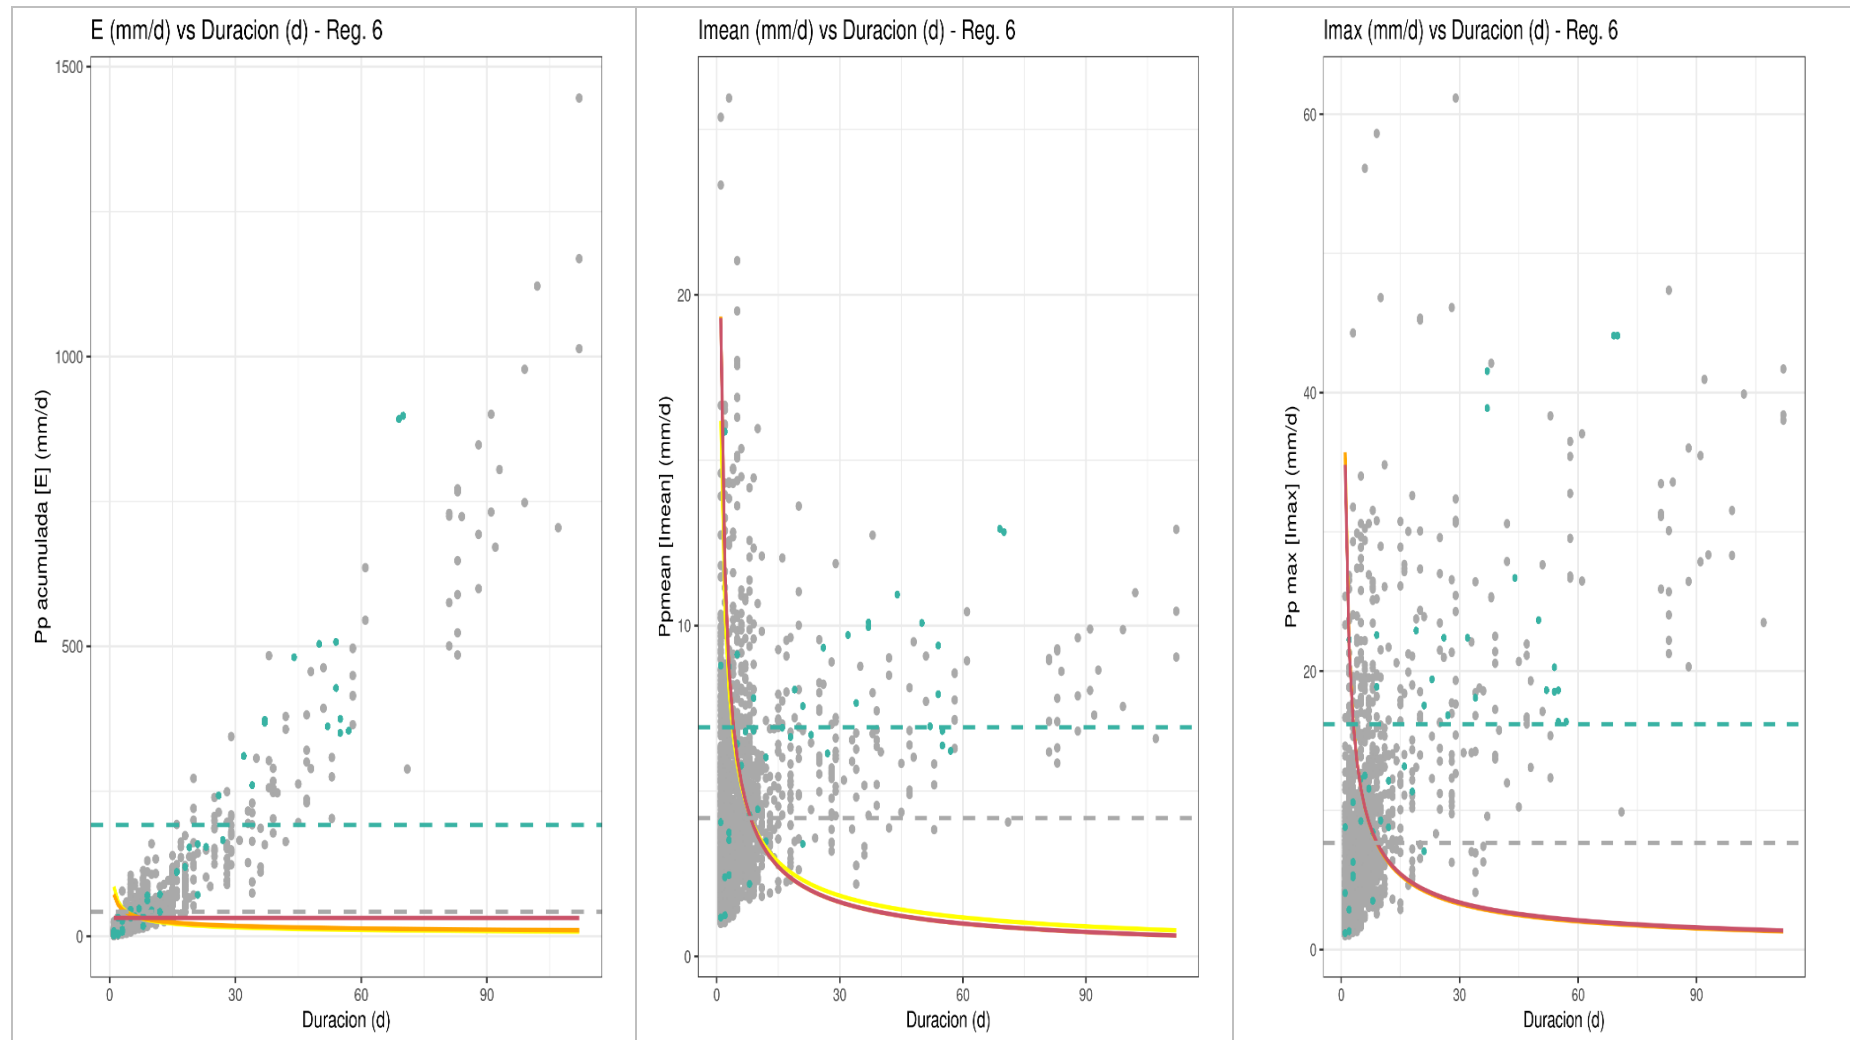 E (mm/d) vs Duracion (d) - Reg. 6
1500
1000
500
0
Pp acumulada [E] (mm/d)
0 30 60 90
Duracion (d)
Imean (mm/d) vs Duracion (d) - Reg. 6
20
10
0
Ppmean [Imean] (mm/d)
0 30 60 90
Duracion (d)
Imax (mm/d) vs Duracion (d) - Reg. 6
60
40
20
0
Pp max [Imax] (mm/d)
0 30 60 90
Duracion (d)